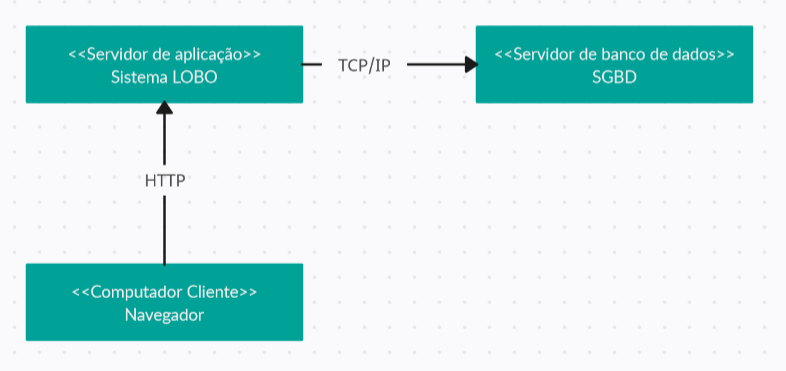 <<Servidor de aplicação>>
Sistema LOBO
TCP/IP
<<Servidor de banco de dados>>
SGBD
HTTP
<<Computador Cliente>>
Navegador